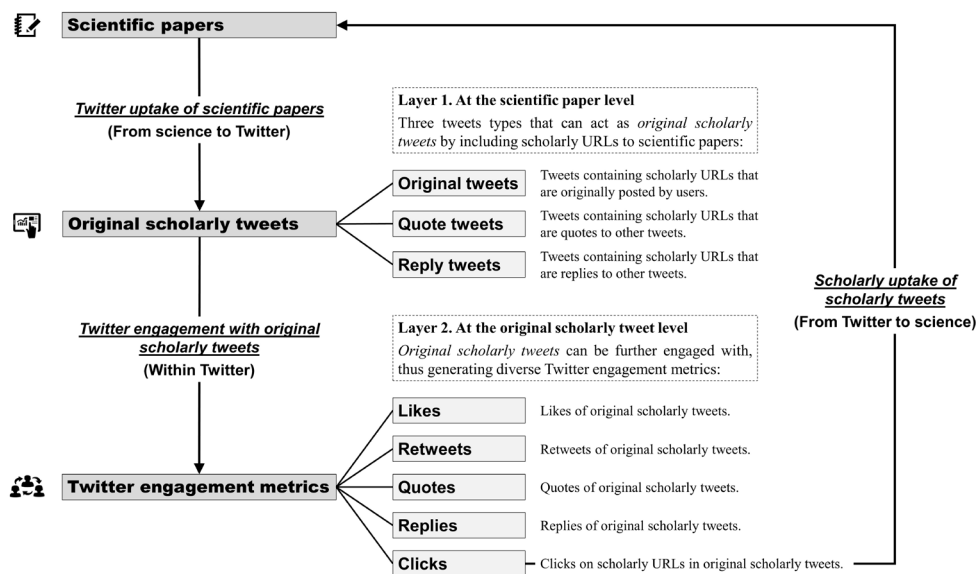 Scientific papers
Twitter uptake of scientific papers
(From science to Twitter)
Layer 1. At the scientific paper level
Three tweets types that can act as original scholarly
tweets by including scholarly URLs to scientific papers:
Original tweets
Tweets containing scholarly URLs that
are originally posted by users.
Original scholarly tweets
Quote tweets
Tweets containing scholarly URLs that
are quotes to other tweets.
Reply tweets
Tweets containing scholarly URLs that
are replies to other tweets.
Scholarly uptake of
scholarly tweets
(From Twitter to science)
Twitter engagement with original
scholarly tweets
(Within Twitter)
Layer 2. At the original scholarly tweet level
Original scholarly tweets can be further engaged with,
thus generating diverse Twitter engagement metrics:
Likes
Likes of original scholarly tweets.
Retweets
Retweets of original scholarly tweets.
Twitter engagement metrics
Quotes
Quotes of original scholarly tweets.
Replies
Replies of original scholarly tweets.
Clicks
Clicks on scholarly URLs in original scholarly tweets.